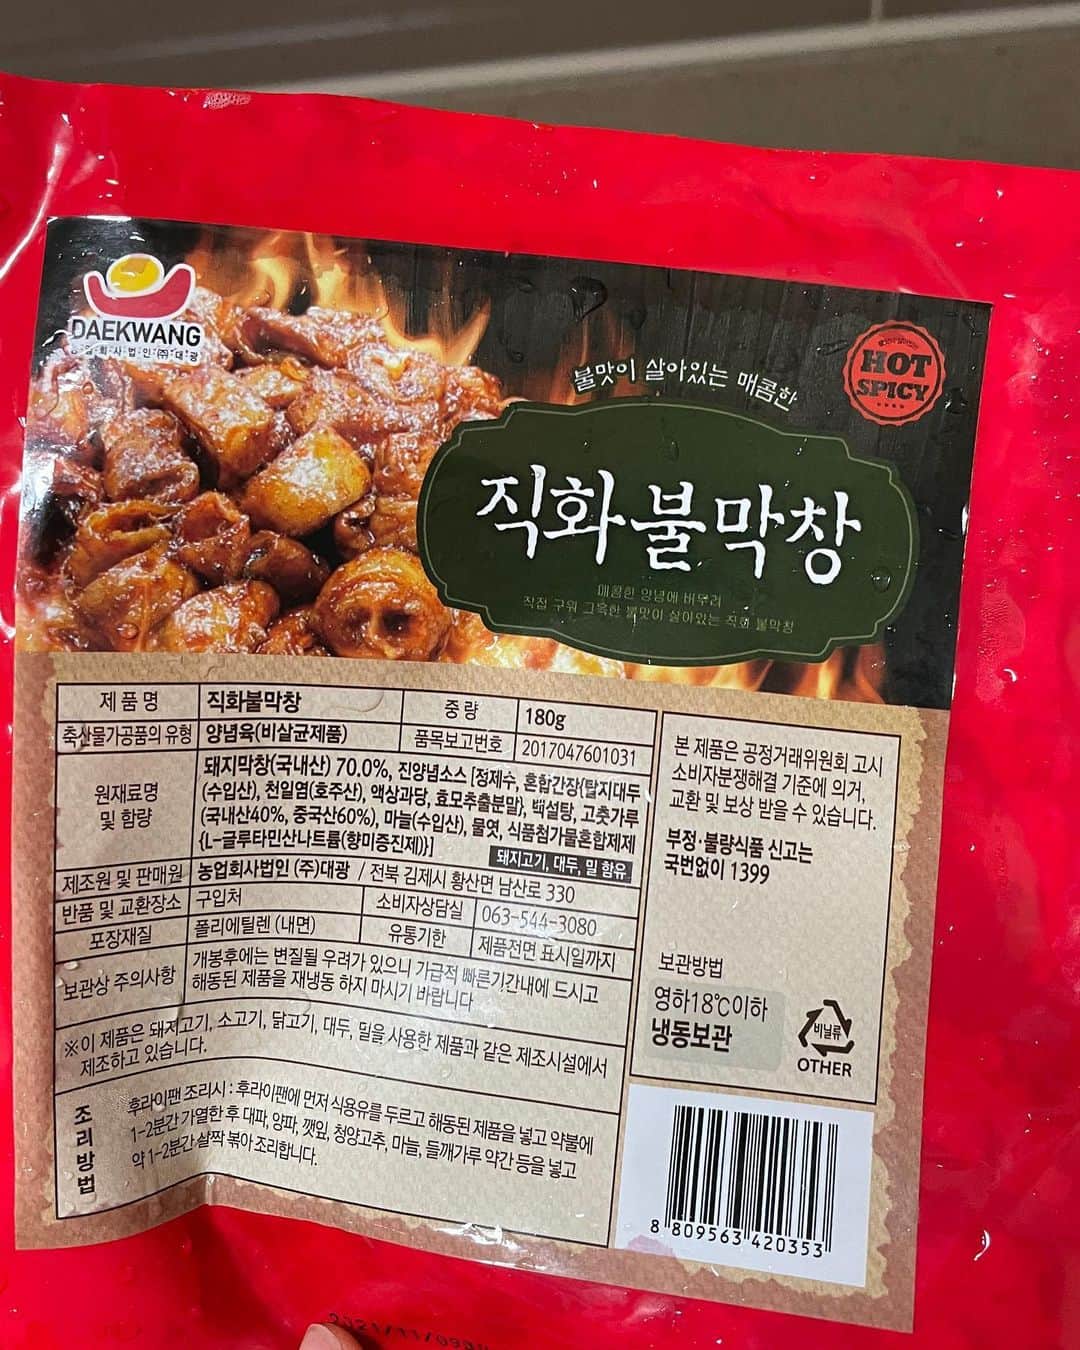 DAEKWANG
농업회사법인(주)대광
불맛이 살아있는 매콤한
HOT
SPICY
직화불막창
매콤한 양념에 버무려
직접 구워 그윽한 불맛이 살아있는 직화 불막창
제품명 직화불막창 중량 180g
축산물가공품의 유형 양념육(비살균제품) 품목보고번호 2017047601031
원재료명 및 함량
돼지막창(국내산) 70.0%, 진양념소스 [정제수, 혼합간장{탈지대두
(수입산), 천일염(호주산), 액상과당, 효모추출분말}, 백설탕, 고춧가루
(국내산40%, 중국산60%), 마늘(수입산), 물엿, 식품첨가물혼합제제
{L-글루타민산나트륨(향미증진제)}]
돼지고기, 대두, 밀 함유
제조원 및 판매원 농업회사법인 (주)대광 / 전북 김제시 황산면 남산로 330
반품 및 교환장소 구입처 소비자상담실 063-544-3080
포장재질 폴리에틸렌 (내면) 유통기한 제품전면 표시일까지
보관상 주의사항
개봉후에는 변질될 우려가 있으니 가급적 빠른기간내에 드시고
해동된 제품을 재냉동 하지 마시기 바랍니다
※이 제품은 돼지고기, 소고기, 닭고기, 대두, 밀을 사용한 제품과 같은 제조시설에서
제조하고 있습니다.
조리방법
후라이팬 조리시 : 후라이팬에 먼저 식용유를 두르고 해동된 제품을 넣고 약불에
1-2분간 가열한 후 대파, 양파, 깻잎, 청양고추, 마늘, 들깨가루 약간 등을 넣고
약 1-2분간 살짝 볶아 조리합니다.
본 제품은 공정거래위원회 고시
소비자분쟁해결 기준에 의거,
교환 및 보상 받을 수 있습니다.
부정·불량식품 신고는
국번없이 1399
보관방법
영하18℃이하
냉동보관
비닐류
OTHER
8 809563 420353